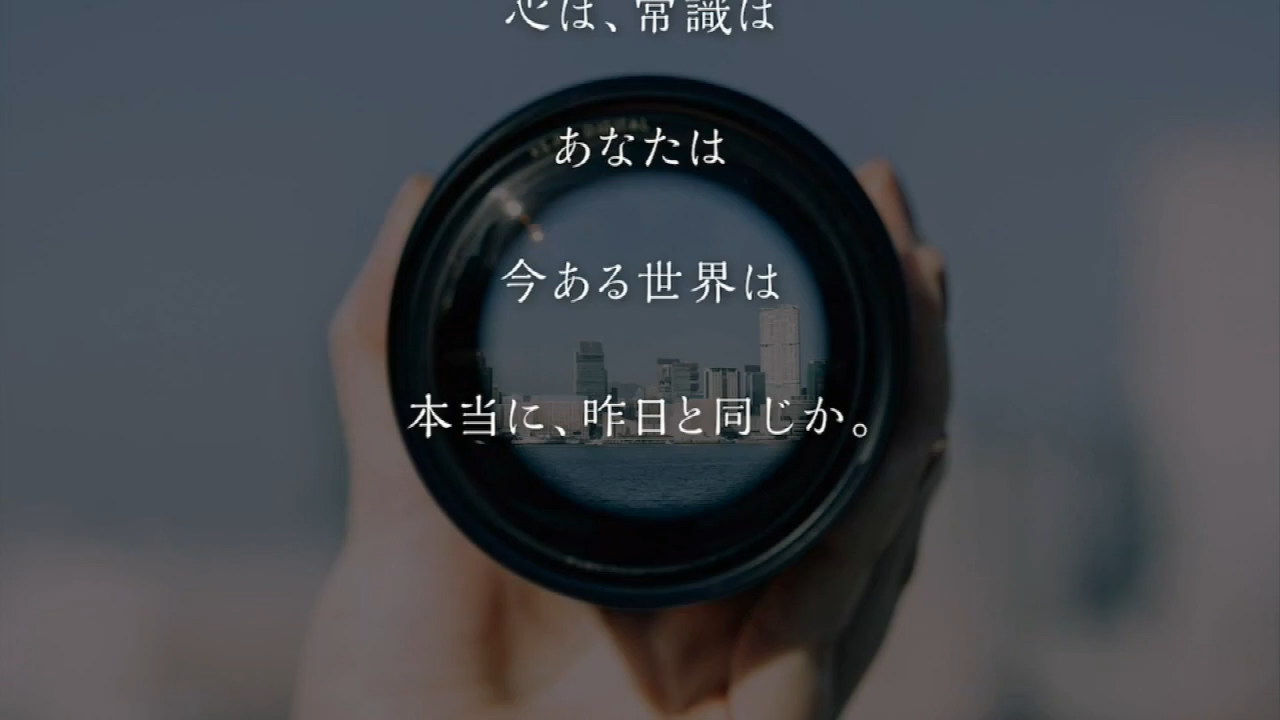 心は、常識は
あなたは
今ある世界は
本当に、昨日と同じか。